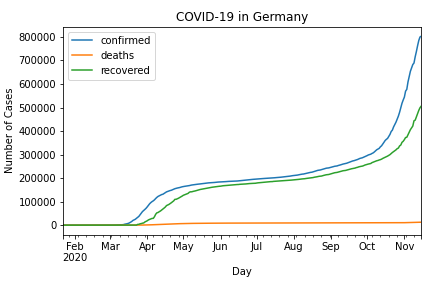 COVID-19 in Germany
confirmed
deaths
recovered
Number of Cases
800000
700000
600000
500000
400000
300000
200000
100000
0
Feb Mar Apr May Jun Jul Aug Sep Oct Nov
2020
Day